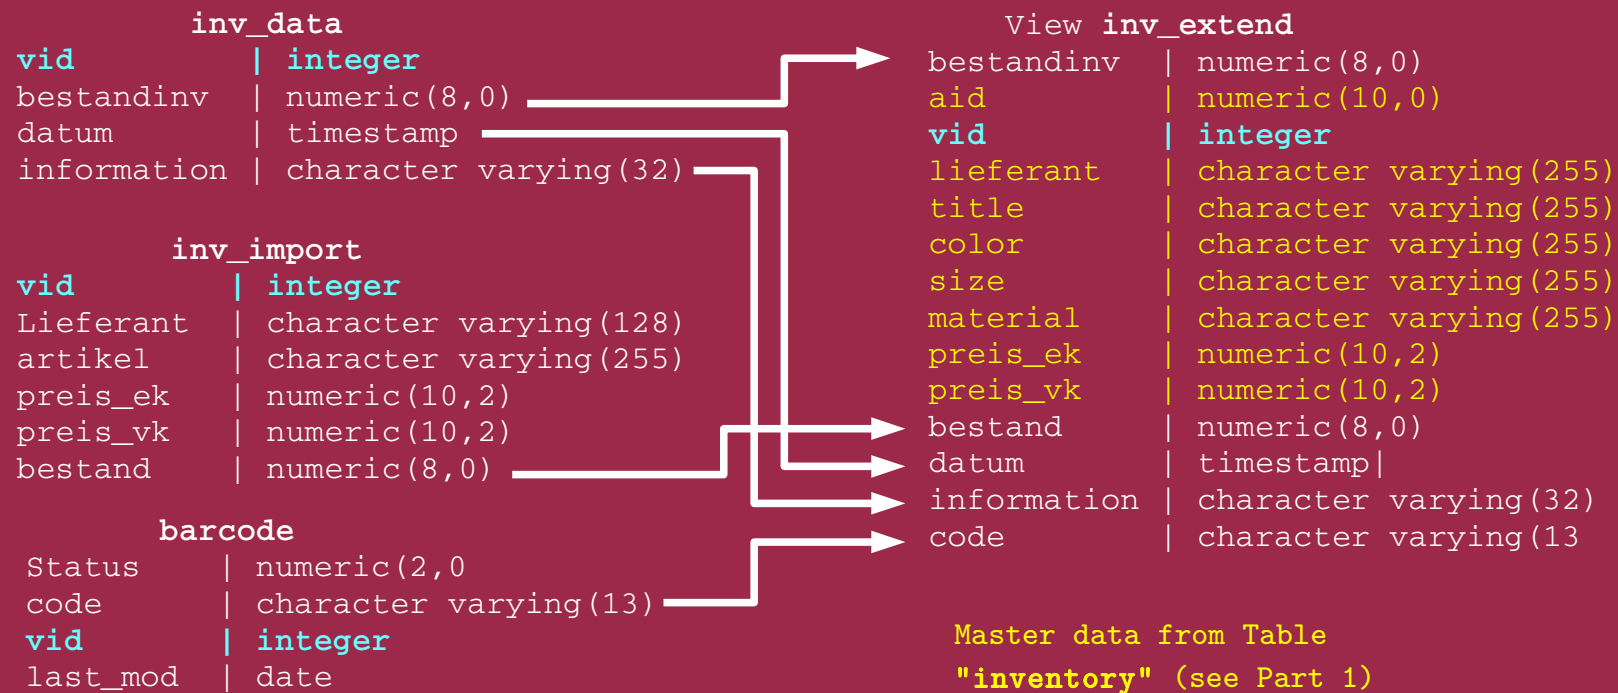 inv_data
vid | integer
bestandinv | numeric(8,0)
datum | timestamp
information | character varying(32)
inv_import
vid | integer
Lieferant | character varying(128)
artikel | character varying(255)
preis_ek | numeric(10,2)
preis_vk | numeric(10,2)
bestand | numeric(8,0)
barcode
Status | numeric(2,0
code | character varying(13)
vid | integer
last_mod | date
View inv_extend
bestandinv | numeric(8,0)
aid | numeric(10,0)
vid | integer
lieferant | character varying(255)
title | character varying(255)
color | character varying(255)
size | character varying(255)
material | character varying(255)
preis_ek | numeric(10,2)
preis_vk | numeric(10,2)
bestand | numeric(8,0)
datum | timestamp|
information | character varying(32)
code | character varying(13
Master data from Table
"inventory" (see Part 1)